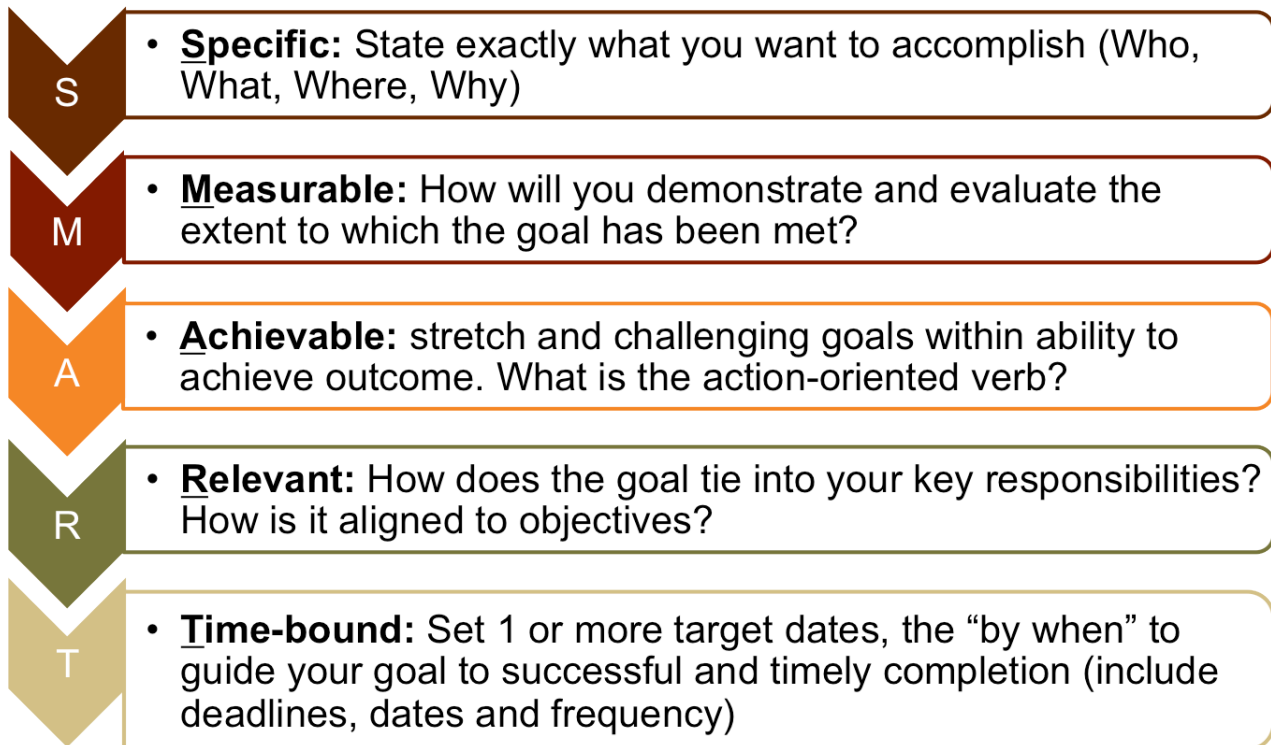 S
• Specific: State exactly what you want to accomplish (Who,
What, Where, Why)
M
• Measurable: How will you demonstrate and evaluate the
extent to which the goal has been met?
A
• Achievable: stretch and challenging goals within ability to
achieve outcome. What is the action-oriented verb?
R
• Relevant: How does the goal tie into your key responsibilities?
How is it aligned to objectives?
T
• Time-bound: Set 1 or more target dates, the “by when” to
guide your goal to successful and timely completion (include
deadlines, dates and frequency)